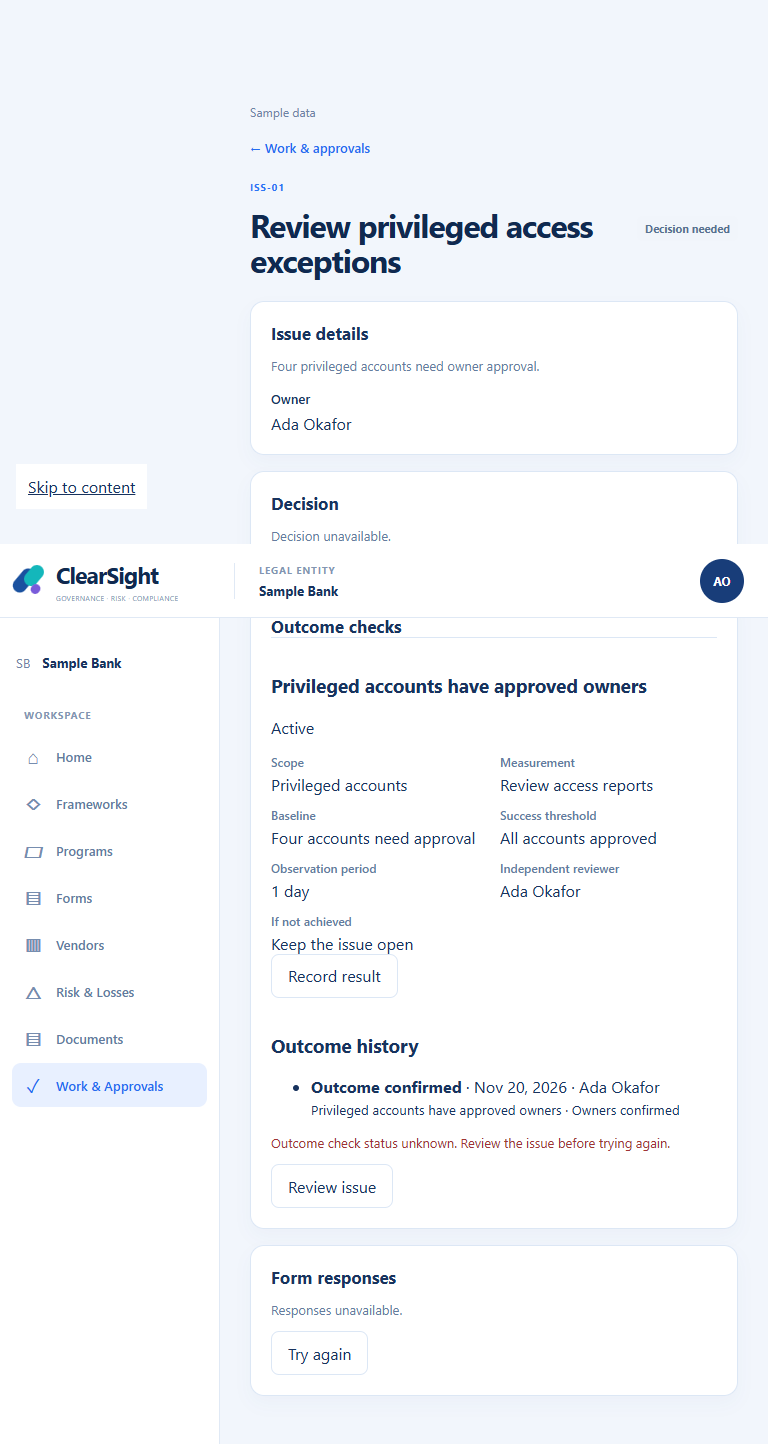 Sample data
← Work & approvals
ISS-01
Review privileged access
exceptions
Decision needed
Issue details
Four privileged accounts need owner approval.
Owner
Ada Okafor
Skip to content
Decision
Decision unavailable.
ClearSight
GOVERNANCE · RISK · COMPLIANCE
LEGAL ENTITY
Sample Bank
AO
SB Sample Bank
WORKSPACE
Home
Frameworks
Programs
Forms
Vendors
Risk & Losses
Documents
Work & Approvals
Outcome checks
Privileged accounts have approved owners
Active
Scope
Privileged accounts
Measurement
Review access reports
Baseline
Four accounts need approval
Success threshold
All accounts approved
Observation period
1 day
Independent reviewer
Ada Okafor
If not achieved
Keep the issue open
Record result
Outcome history
• Outcome confirmed · Nov 20, 2026 · Ada Okafor
Privileged accounts have approved owners · Owners confirmed
Outcome check status unknown. Review the issue before trying again.
Review issue
Form responses
Responses unavailable.
Try again